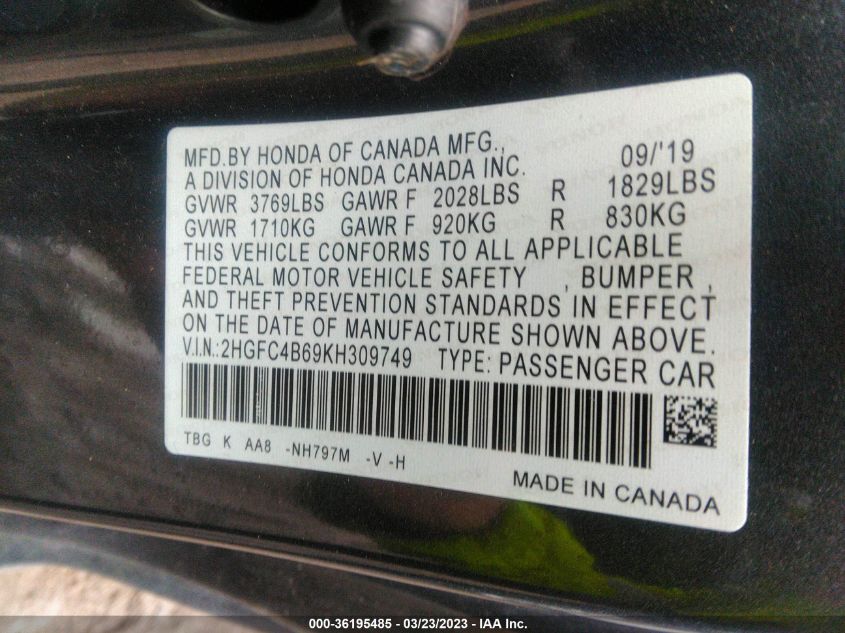 MFD.BY HONDA OF CANADA MFG., 09/'19
A DIVISION OF HONDA CANADA INC.
GVWR 3769LBS GAWR F 2028LBS R 1829LBS
GVWR 1710KG GAWR F 920KG R 830KG
THIS VEHICLE CONFORMS TO ALL APPLICABLE
FEDERAL MOTOR VEHICLE SAFETY , BUMPER ,
AND THEFT PREVENTION STANDARDS IN EFFECT
ON THE DATE OF MANUFACTURE SHOWN ABOVE.
V.I.N.:2HGFC4B69KH309749 TYPE: PASSENGER CAR
TBG K AA8 -NH797M -V -H
MADE IN CANADA
000-36195485 - 03/23/2023 - IAA Inc.